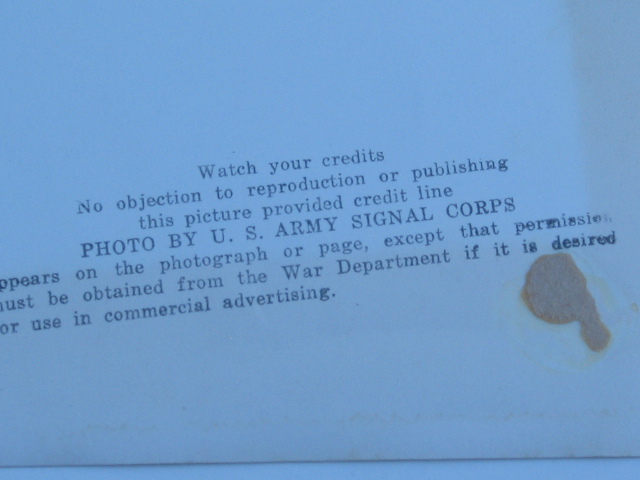 Watch your credits
No objection to reproduction or publishing
this picture provided credit line
PHOTO BY U. S. ARMY SIGNAL CORPS
ppears on the photograph or page, except that permissio
must be obtained from the War Department if it is desired
or use in commercial advertising.